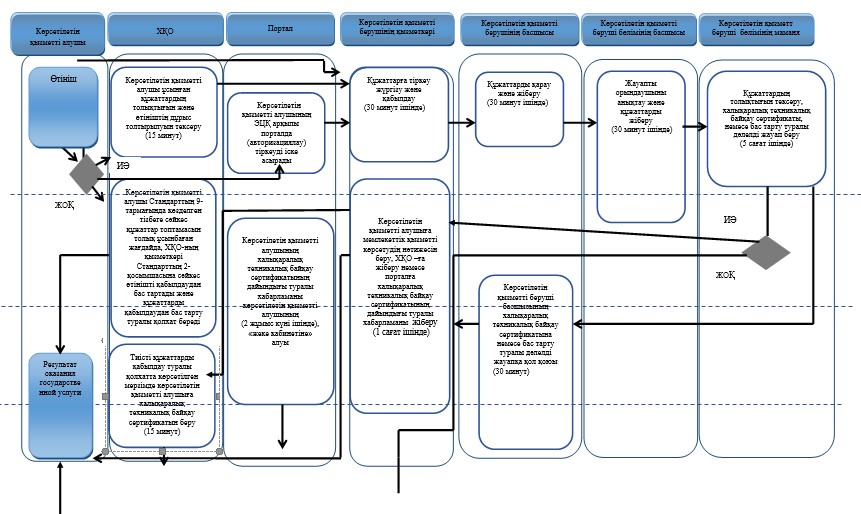 Көрсетілетін
қызметті алушы
ХҚО
Портал
Көрсетілетін қызметті
берушінің қызметкері
Көрсетілетін қызметті
берушінің басшысы
Көрсетілетін қызметті
беруші бөлімінің басшысы
Көрсетілетін қызметт
беруші бөлімінің маманя
Өтініш
Көрсетілетін қызметті
алушы ұсынған
құжаттардың
толықтығын және
өтініштің дұрыс
толтырылуын тексеру
(15 минут)
Көрсетілетін
қызметті алушының
ЭЦҚ арқылы
порталда
(авторизациялау)
тіркеуді іске
асырады
Құжаттарға тіркеу
жүргізу және
қабылдау
(30 минут ішінде)
Құжаттарды қарау
және жіберу
(30 минут ішінде)
Жауапты
орындаушыны
анықтау және
құжаттарды
жіберу
(30 минут ішінде)
Құжаттардың
толықтығын тексеру,
халықаралық техникалық
байқау сертификаты,
немесе бас тарту туралы
дәлелді жауап беру
(5 сағат ішінде)
ИӘ
ЖОҚ
Көрсетілетін қызметті
алушы Стандарттың 9-
тармағында көзделген
тізбеге сәйкес
құжаттар топтамасын
толық ұсынбаған
жағдайда, ХҚО-ның
қызметкері
Стандарттың 2-
қосымшасына сәйкес
өтінішті қабылдаудан
бас тартады және
құжаттарды
қабылдаудан бас тарту
туралы қолхат береді
Көрсетілетін қызметті
алушының
халықаралық
техникалық байқау
сертификатының
дайындығы туралы
хабарламаны
көрсетілетін қызметті
алушының
(2 жұмыс күні ішінде),
«жеке кабинетіне»
алуы
Көрсетілетін
қызметті алушыға
мемлекеттік қызметті
көрсетудің нәтижесін
беру, ХҚО –ға
жіберу немесе
порталға
халықаралық
техникалық байқау
сертификатының
дайындығы туралы
хабарламаны жіберу
(1 сағат ішінде)
Көрсетілетін
қызметті беруші
басшысының
халықаралық
техникалық байқау
сертификатына
немесе бас тарту
туралы дәлелді
жауапқа қол қоюы
(30 минут)
ИӘ
ЖОҚ
Результат
оказания
государстве
нной услуги
Тиісті құжаттарды
қабылдау туралы
қолхатта көрсетілген
мерзімде көрсетілетін
қызметті алушыға
халықаралық
техникалық байқау
сертификатын беру
(15 минут)